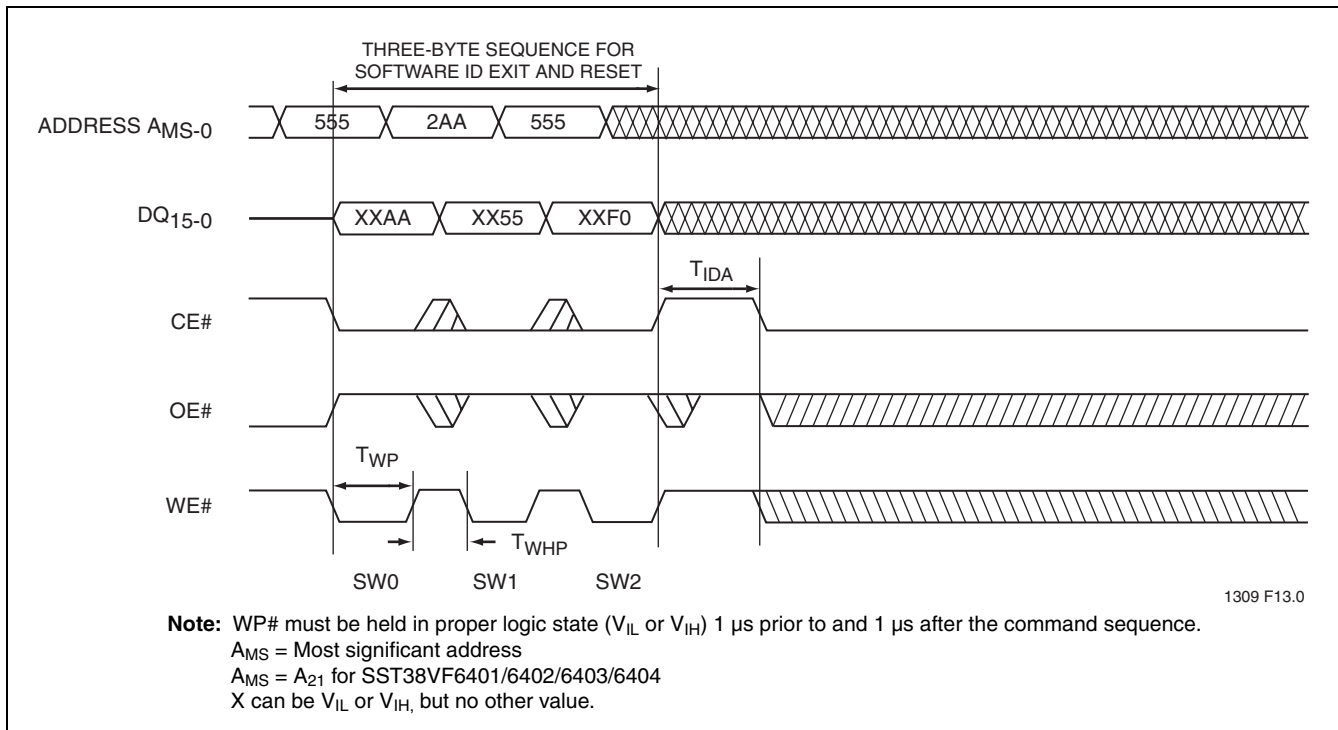 THREE-BYTE SEQUENCE FOR
SOFTWARE ID EXIT AND RESET
ADDRESS AMS-0
555
2AA
555
DQ15-0
XXAA
XX55
XXF0
TIDA
CE#
OE#
TWP
WE#
TWHP
SW0
SW1
SW2
1309 F13.0
Note: WP# must be held in proper logic state (VIL or VIH) 1 µs prior to and 1 µs after the command sequence.
AMS = Most significant address
AMS = A21 for SST38VF6401/6402/6403/6404
X can be VIL or VIH, but no other value.